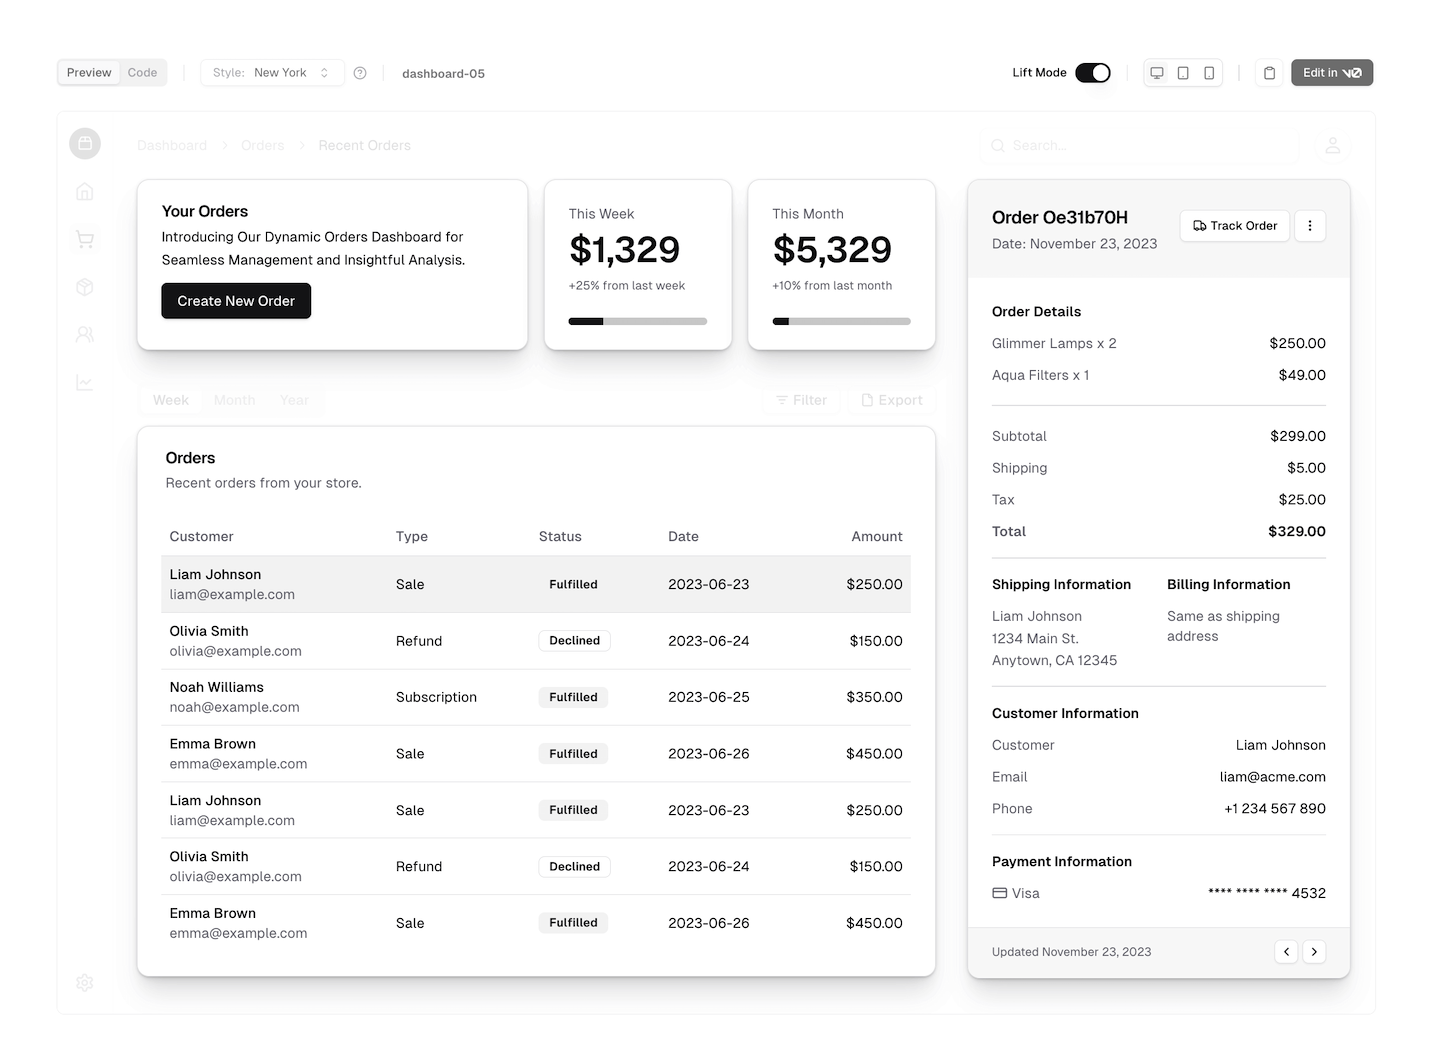 Preview Code
Style: New York
dashboard-05
Lift Mode
Edit in v0
Dashboard > Orders > Recent Orders
Search...
Your Orders
Introducing Our Dynamic Orders Dashboard for
Seamless Management and Insightful Analysis.
Create New Order
This Week
$1,329
+25% from last week
This Month
$5,329
+10% from last month
Week Month Year
Filter
Export
Orders
Recent orders from your store.
Customer Type Status Date Amount
Liam Johnson
liam@example.com
Sale Fulfilled 2023-06-23 $250.00
Olivia Smith
olivia@example.com
Refund Declined 2023-06-24 $150.00
Noah Williams
noah@example.com
Subscription Fulfilled 2023-06-25 $350.00
Emma Brown
emma@example.com
Sale Fulfilled 2023-06-26 $450.00
Liam Johnson
liam@example.com
Sale Fulfilled 2023-06-23 $250.00
Olivia Smith
olivia@example.com
Refund Declined 2023-06-24 $150.00
Emma Brown
emma@example.com
Sale Fulfilled 2023-06-26 $450.00
Order Oe31b70H
Date: November 23, 2023
Track Order
Order Details
Glimmer Lamps x 2 $250.00
Aqua Filters x 1 $49.00
Subtotal $299.00
Shipping $5.00
Tax $25.00
Total $329.00
Shipping Information
Liam Johnson
1234 Main St.
Anytown, CA 12345
Billing Information
Same as shipping
address
Customer Information
Customer Liam Johnson
Email liam@acme.com
Phone +1 234 567 890
Payment Information
Visa **** **** **** 4532
Updated November 23, 2023